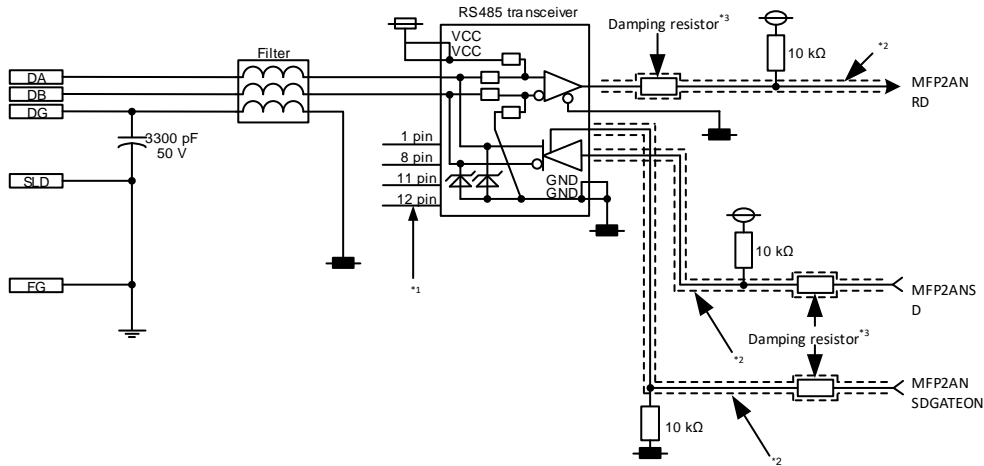 RS485 transceiver
Damping resistor*3
VCC
VCC
10 kΩ
*2
Filter
DA
DB
DG
MFP2AN
RD
3300 pF
50 V
1 pin
8 pin
11 pin
12 pin
SLD
GND
GND
10 kΩ
FG
*1
MFP2ANS
D
*2
Damping resistor*3
MFP2AN
SDGATEON
10 kΩ
*2